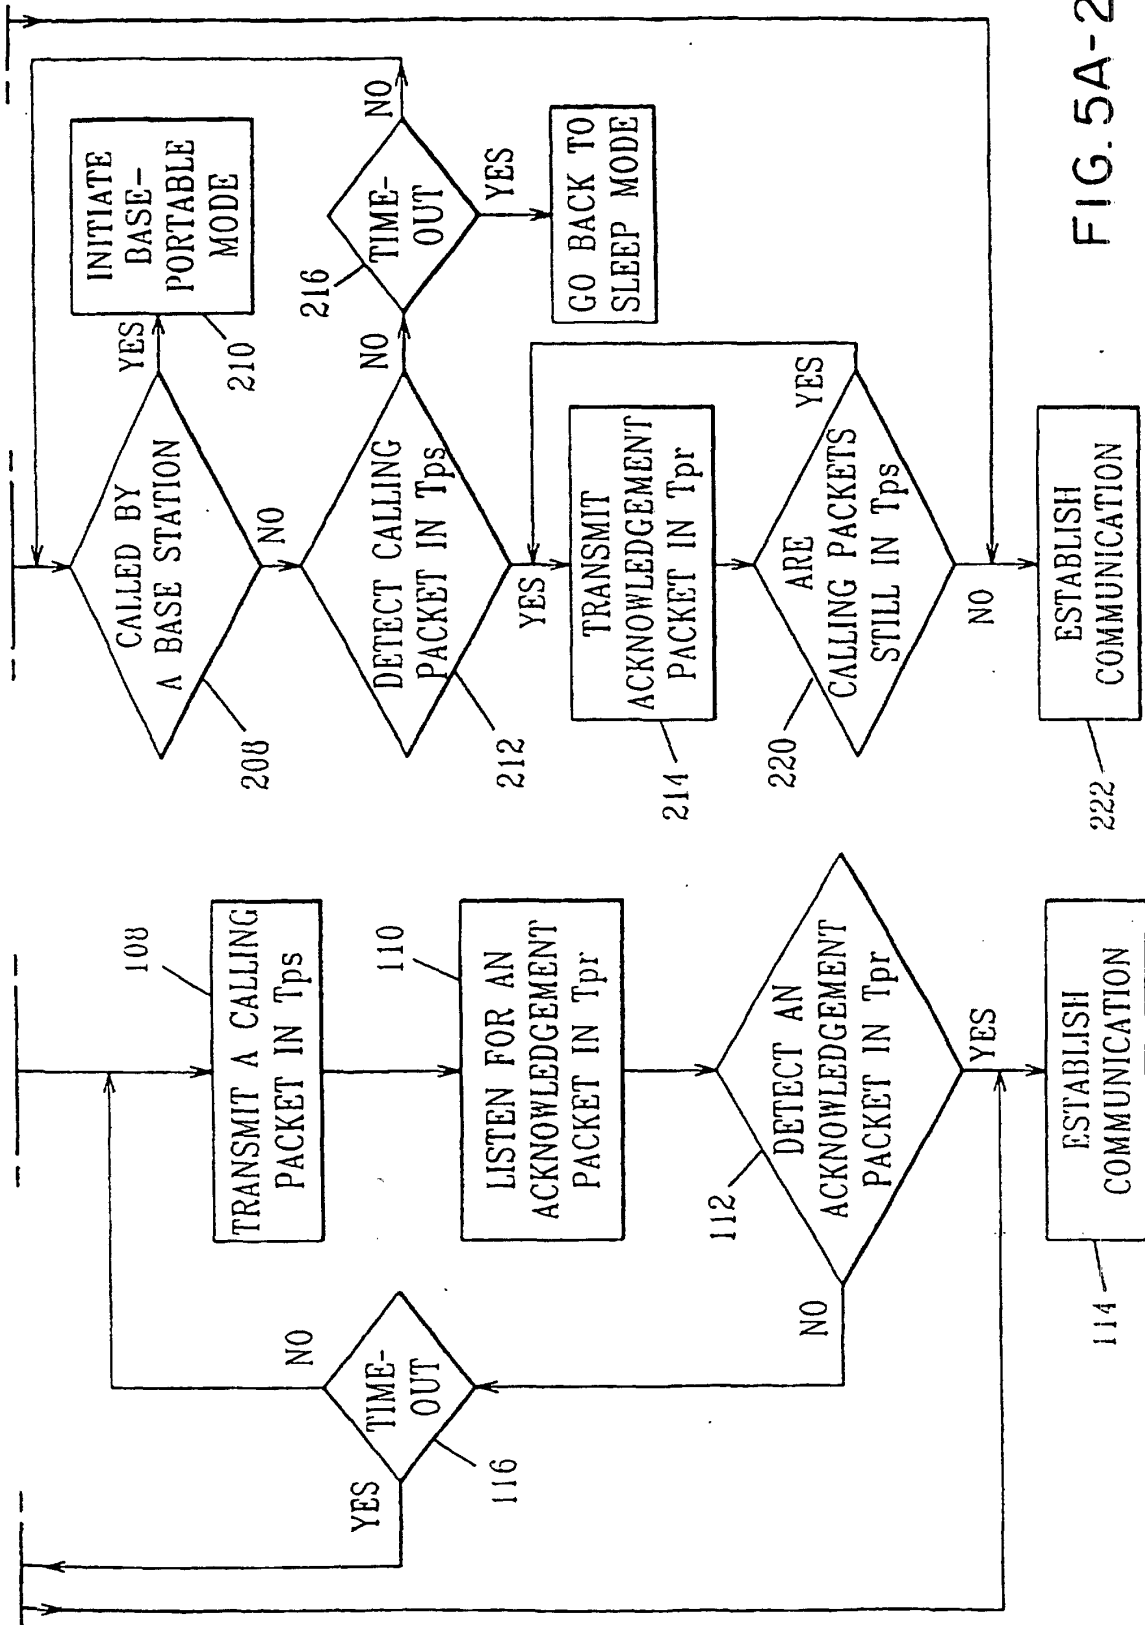 108
TRANSMIT A CALLING
PACKET IN Tps
110
LISTEN FOR AN
ACKNOWLEDGEMENT
PACKET IN Tpr
112
DETECT AN
ACKNOWLEDGEMENT
PACKET IN Tpr
NO
YES
TIME-
OUT
116
NO
YES
ESTABLISH
COMMUNICATION
114
CALLED BY
A BASE STATION
208
YES
INITIATE
BASE-
PORTABLE
MODE
210
NO
DETECT CALLING
PACKET IN Tps
212
NO
TIME-
OUT
216
NO
YES
GO BACK TO
SLEEP MODE
YES
TRANSMIT
ACKNOWLEDGEMENT
PACKET IN Tpr
214
ARE
CALLING PACKETS
STILL IN Tps
220
YES
NO
ESTABLISH
COMMUNICATION
222
FIG. 5A-2